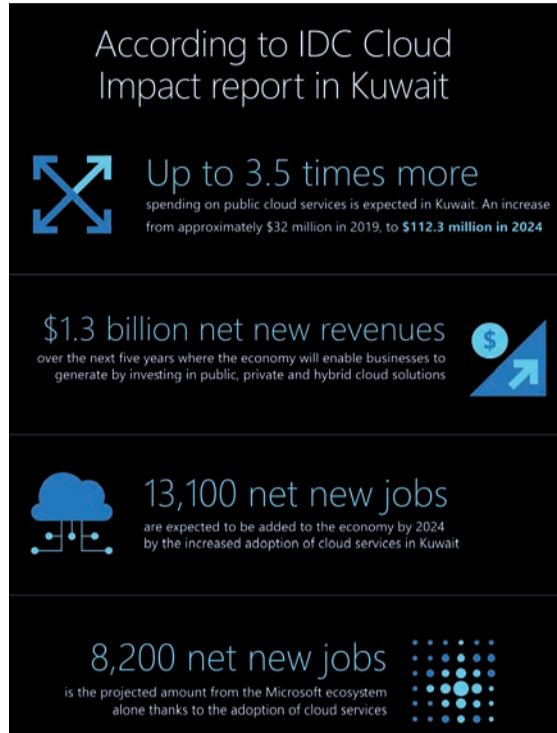 According to IDC Cloud
Impact report in Kuwait
Up to 3.5 times more
spending on public cloud services is expected in Kuwait. An increase
from approximately $32 million in 2019, to $112.3 million in 2024
$1.3 billion net new revenues
over the next five years where the economy will enable businesses to
generate by investing in public, private and hybrid cloud solutions
$
13,100 net new jobs
are expected to be added to the economy by 2024
by the increased adoption of cloud services in Kuwait
8,200 net new jobs
is the projected amount from the Microsoft ecosystem
alone thanks to the adoption of cloud services